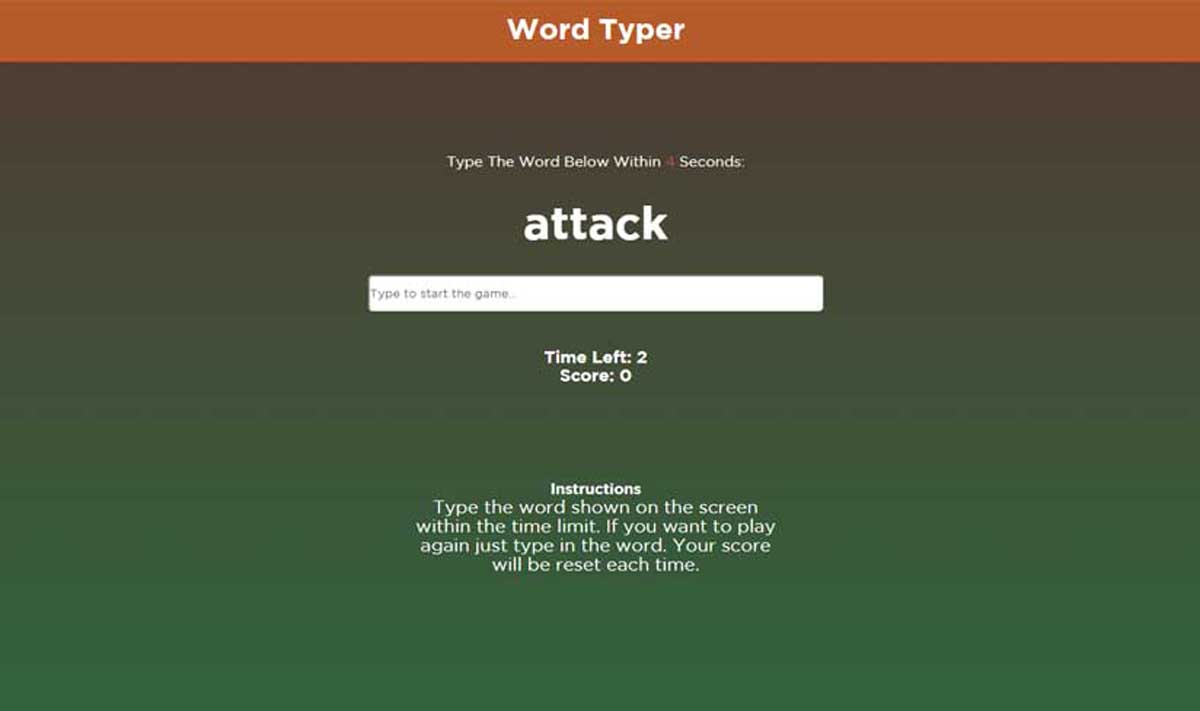 Word Typer
Type The Word Below Within 4 Seconds:
attack
Type to start the game...
Time Left: 2
Score: 0
Instructions
Type the word shown on the screen
within the time limit. If you want to play
again just type in the word. Your score
will be reset each time.